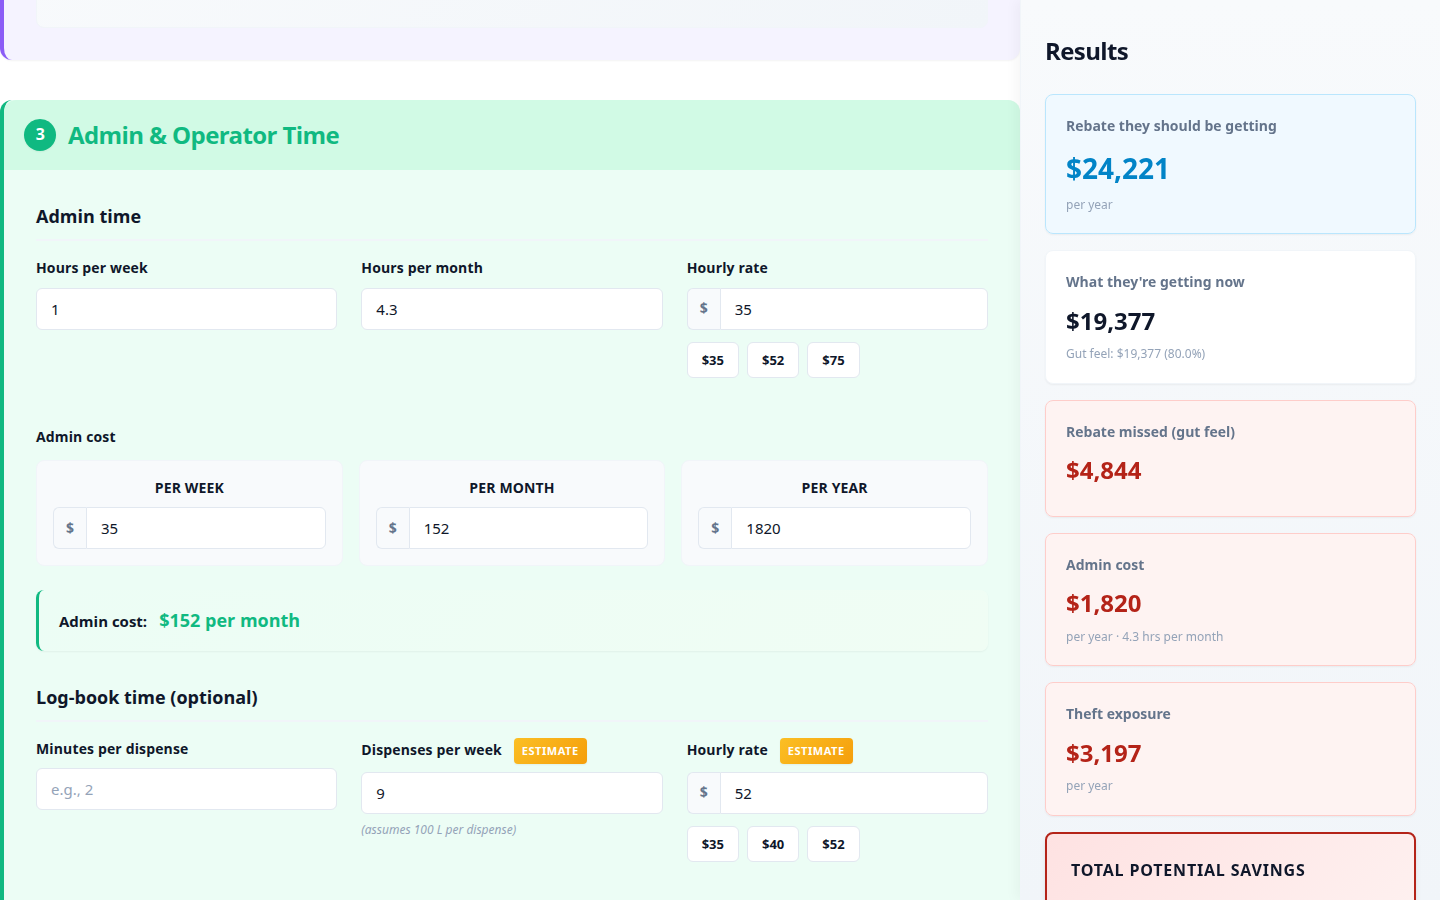 3 Admin & Operator Time
Admin time
Hours per week
1
Hours per month
4.3
Hourly rate
$ 35
$35 $52 $75
Admin cost
PER WEEK
$ 35
PER MONTH
$ 152
PER YEAR
$ 1820
Admin cost: $152 per month
Log-book time (optional)
Minutes per dispense
e.g., 2
Dispenses per week ESTIMATE
9
(assumes 100 L per dispense)
Hourly rate ESTIMATE
$ 52
$35 $40 $52
Results
Rebate they should be getting
$24,221
per year
What they're getting now
$19,377
Gut feel: $19,377 (80.0%)
Rebate missed (gut feel)
$4,844
Admin cost
$1,820
per year · 4.3 hrs per month
Theft exposure
$3,197
per year
TOTAL POTENTIAL SAVINGS